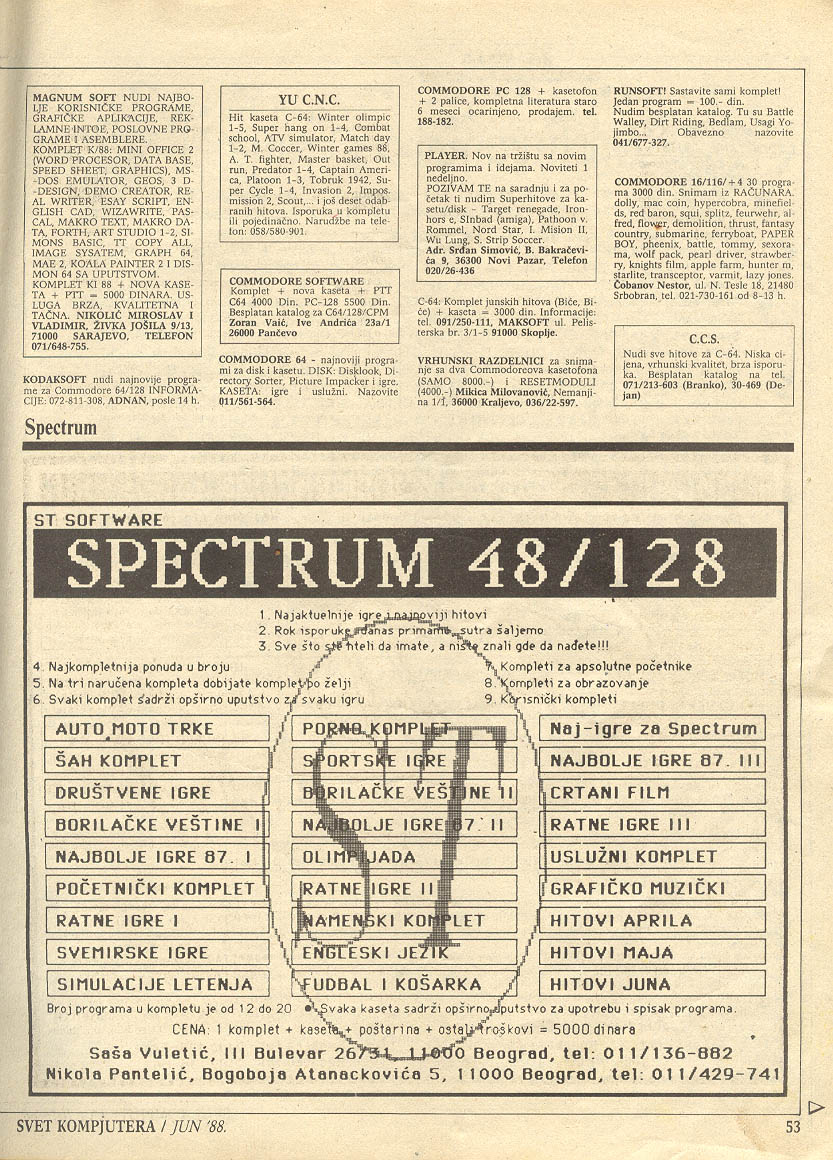 MAGNUM SOFT NUDI NAJBO-
LJE KORISNIČKE PROGRAME,
GRAFIČKE APLIKACIJE, REK-
LAMNE INTOE, POSLOVNE PRO-
GRAME I ASEMBLERE.
KOMPLET K/88: MINI OFFICE 2
(WORD PROCESOR, DATA BASE,
SPEED SHEET, GRAPHICS), MS-
-DOS EMULATOR, GEOS, 3 D
-DESIGN, DEMO CREATOR, RE-
AL WRITER, ESAY SCRIPT, EN-
GLISH CAD, WIZAWRITE, PAS-
CAL, MAKRO TEXT, MAKRO DA-
TA, FORTH, ART STUDIO 1-2, SI-
MONS BASIC, TT COPY ALL,
IMAGE SYSATEM, GRAPH 64,
MAE 2, KOALA PAINTER 2 I DIS-
MON 64 SA UPUTSTVOM.
KOMPLET KI 88 + NOVA KASE-
TA + PTT = 5000 DINARA. US-
LUGA BRZA, KVALITETNA I
TAČNA. NIKOLIĆ MIROSLAV I
VLADIMIR, ŽIVKA JOŠILA 9/13,
71000 SARAJEVO, TELEFON
071/648-755.
KODAKSOFT nudi najnovije progra-
me za Commodore 64/128 INFORMA-
CIJE: 072-811-308, ADNAN, posle 14 h.
YU C.N.C.
Hit kaseta C-64: Winter olimpic
1-5, Super hang on 1-4, Combat
school, ATV simulator, Match day
1-2, M. Coccer, Winter games 86,
A. T. fighter, Master basket, Out
run, Predator 1-4, Captain Ameri-
ca, Platoon 1-3, Tobruk 1942, Su-
per Cycle 1-4, Invasion 2, Impos.
mission 2, Scout,... i još deset odab-
ranih hitova. Isporuka u kompletu
ili pojedinačno. Narudžbe na tele-
fon: 058/580-901.
COMMODORE SOFTWARE
Komplet + nova kaseta + PTT
C64 4000 Din. PC-128 5500 Din.
Besplatan katalog za C64/128/CPM
Zoran Vaić, Ive Andrića 23a/1
26000 Pančevo
COMMODORE 64 - najnoviji progra-
mi za disk i kasetu. DISK: Disklook, Di-
rectory Sorter, Picture Impacker i igre.
KASETA: igre i uslužni. Nazovite
011/561-564.
COMMODORE PC 128 + kasetofon
+ 2 palice, kompletna literatura staro
6 meseci ocarinjeno, prodajem. tel.
188-182.
PLAYER. Nov na tržištu sa novim
programima i idejama. Noviteti 1
nedeljno.
POZIVAM TE na saradnju i za po-
četak ti nudim Superhitove za ka-
setu/disk - Target renegade, Iron-
hors e, SInbad (amiga), Pathoon v.
Rommel, Nord Star, I. Mision II,
Wu Lung, S. Strip Soccer.
Adr. Srđan Simović, B. Bakračevi-
ća 9, 36300 Novi Pazar, Telefon
020/26-436
C-64: Komplet junskih hitova (Biće, Bi-
će) + kaseta = 3000 din. Informacije:
tel. 091/250-111, MAKSOFT ul. Pelis-
terska br. 3/1-5 91000 Skoplje.
VRHUNSKI RAZDELNICI za snima-
nje sa dva Commodoreova kasetofona
(SAMO 8000.-) i RESETMODULI
(4000.-) Mikica Milovanović, Nemanji-
na 1/1, 36000 Kraljevo, 036/22-597.
RUNSOFT! Sastavite sami komplet!
Jedan program = 100.- din.
Nudim besplatan katalog. Tu su Battle
Walley, Dirt Riding, Bedlam, Usagi Yo-
jimbo... Obavezno nazovite
041/677-327.
COMMODORE 16/116/+4 30 progra-
ma 3000 din. Snimam iz RAČUNARA.
dolly, mac coin, hypercobra, minefiel-
ds, red baron, squi, splitz, feurwehr, al-
fred, flower, demolition, thrust, fantasy
country, submarine, ferryboat, PAPER
BOY, pheenix, battle, tommy, sexora-
ma, wolf pack, pearl driver, strawber-
ry, knights film, apple farm, hunter m,
starlite, transceptor, varmit, lazy jones.
Čobanov Nestor, ul. N. Tesle 18, 21480
Srbobran, tel. 021-730-161 od 8-13 h.
C.C.S.
Nudi sve hitove za C-64. Niska ci-
jena, vrhunski kvalitet, brza isporu-
ka. Besplatan katalog na tel.
071/213-603 (Branko), 30-469 (De-
jan)
Spectrum
ST SOFTWARE
SPECTRUM 48/128
1. Najaktuelnije igre i najnoviji hitovi
2. Rok isporuke danas primamo, sutra šaljemo
3. Sve što ste hteli da imate, a niste znali gde da nađete!!!
4. Najkompletnija ponuda u broju
5. Na tri naručena kompleta dobijate komplet po želji
6. Svaki komplet sadrži opširno uputstvo za svaku igru
7. Kompleti za apsolutne početnike
8. Kompleti za obrazovanje
9. Korisnički kompleti
ST
AUTO MOTO TRKE
ŠAH KOMPLET
DRUŠTVENE IGRE
BORILAČKE VEŠTINE I
NAJBOLJE IGRE 87. I
POČETNIČKI KOMPLET
RATNE IGRE I
SVEMIRSKE IGRE
SIMULACIJE LETENJA
PORNO KOMPLET
SPORTSKE IGRE
BORILAČKE VEŠTINE II
NAJBOLJE IGRE 87. II
OLIMPIJADA
RATNE IGRE II
NAMENSKI KOMPLET
ENGLESKI JEZIK
FUDBAL I KOŠARKA
Naj-igre za Spectrum
NAJBOLJE IGRE 87. III
CRTANI FILM
RATNE IGRE III
USLUŽNI KOMPLET
GRAFIČKO MUZIČKI
HITOVI APRILA
HITOVI MAJA
HITOVI JUNA
Broj programa u kompletu je od 12 do 20 ● Svaka kaseta sadrži opširno uputstvo za upotrebu i spisak programa.
CENA: 1 komplet + kaseta + poštarina + ostali troškovi = 5000 dinara
Saša Vuletić, III Bulevar 26/31, 11000 Beograd, tel: 011/136-882
Nikola Pantelić, Bogoboja Atanackovića 5, 11000 Beograd, tel: 011/429-741
SVET KOMPJUTERA / JUN '88.
53